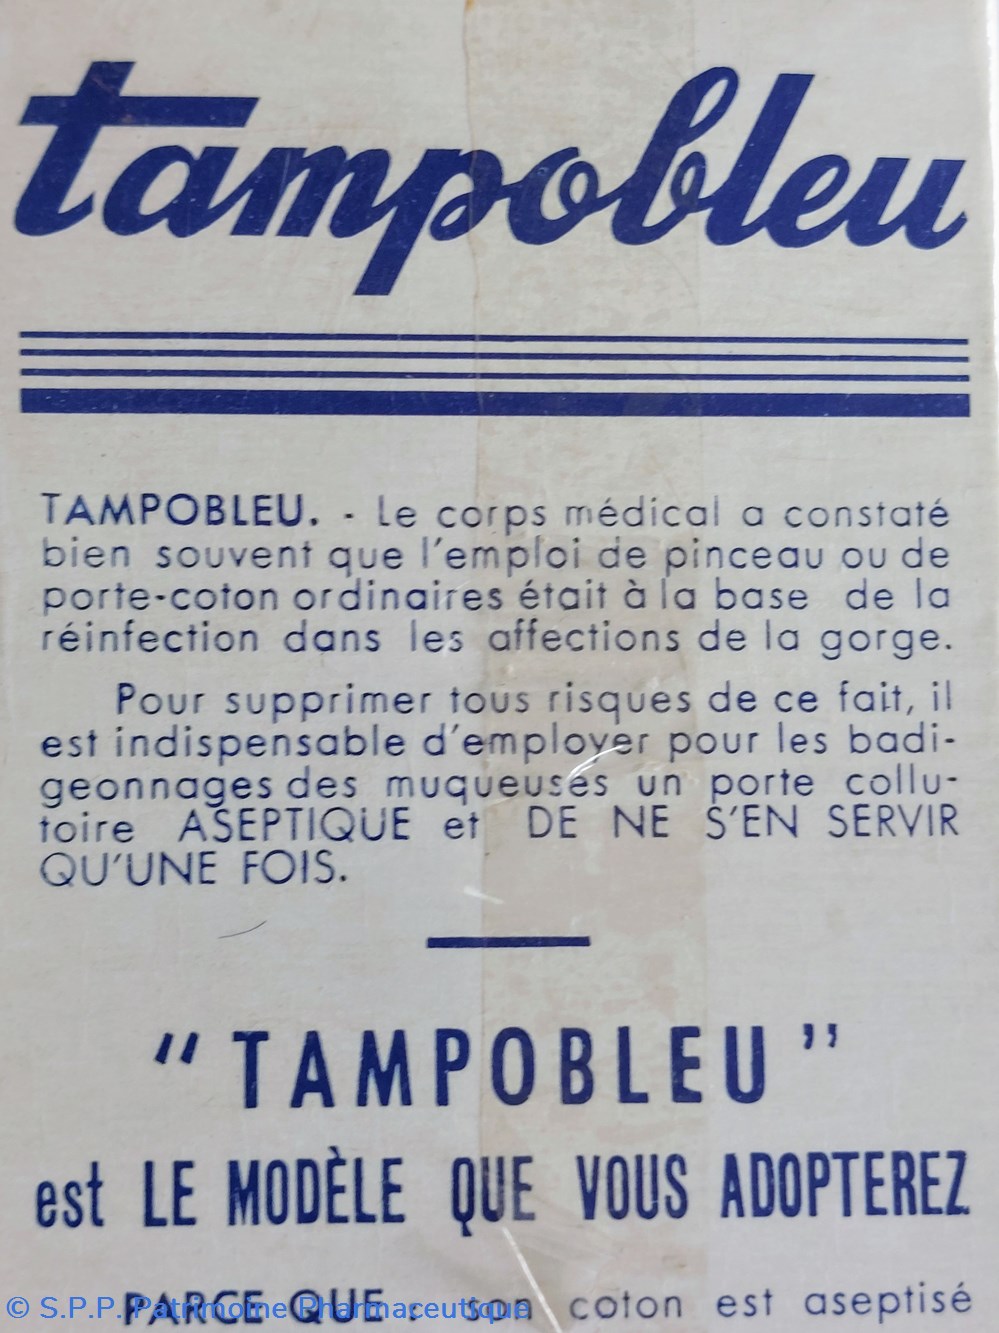 tampobleu
TAMPOBLEU. - Le corps médical a constaté
bien souvent que l'emploi de pinceau ou de
porte-coton ordinaires était à la base de la
réinfection dans les affections de la gorge.
Pour supprimer tous risques de ce fait, il
est indispensable d'employer pour les badi-
geonnages des muqueuses un porte collu-
toire ASEPTIQUE et DE NE S'EN SERVIR
QU'UNE FOIS.
"TAMPOBLEU"
est LE MODÈLE QUE VOUS ADOPTEREZ
PARCE QUE : son coton est aseptisé
© S.P.P. Patrimoine Pharmaceutique